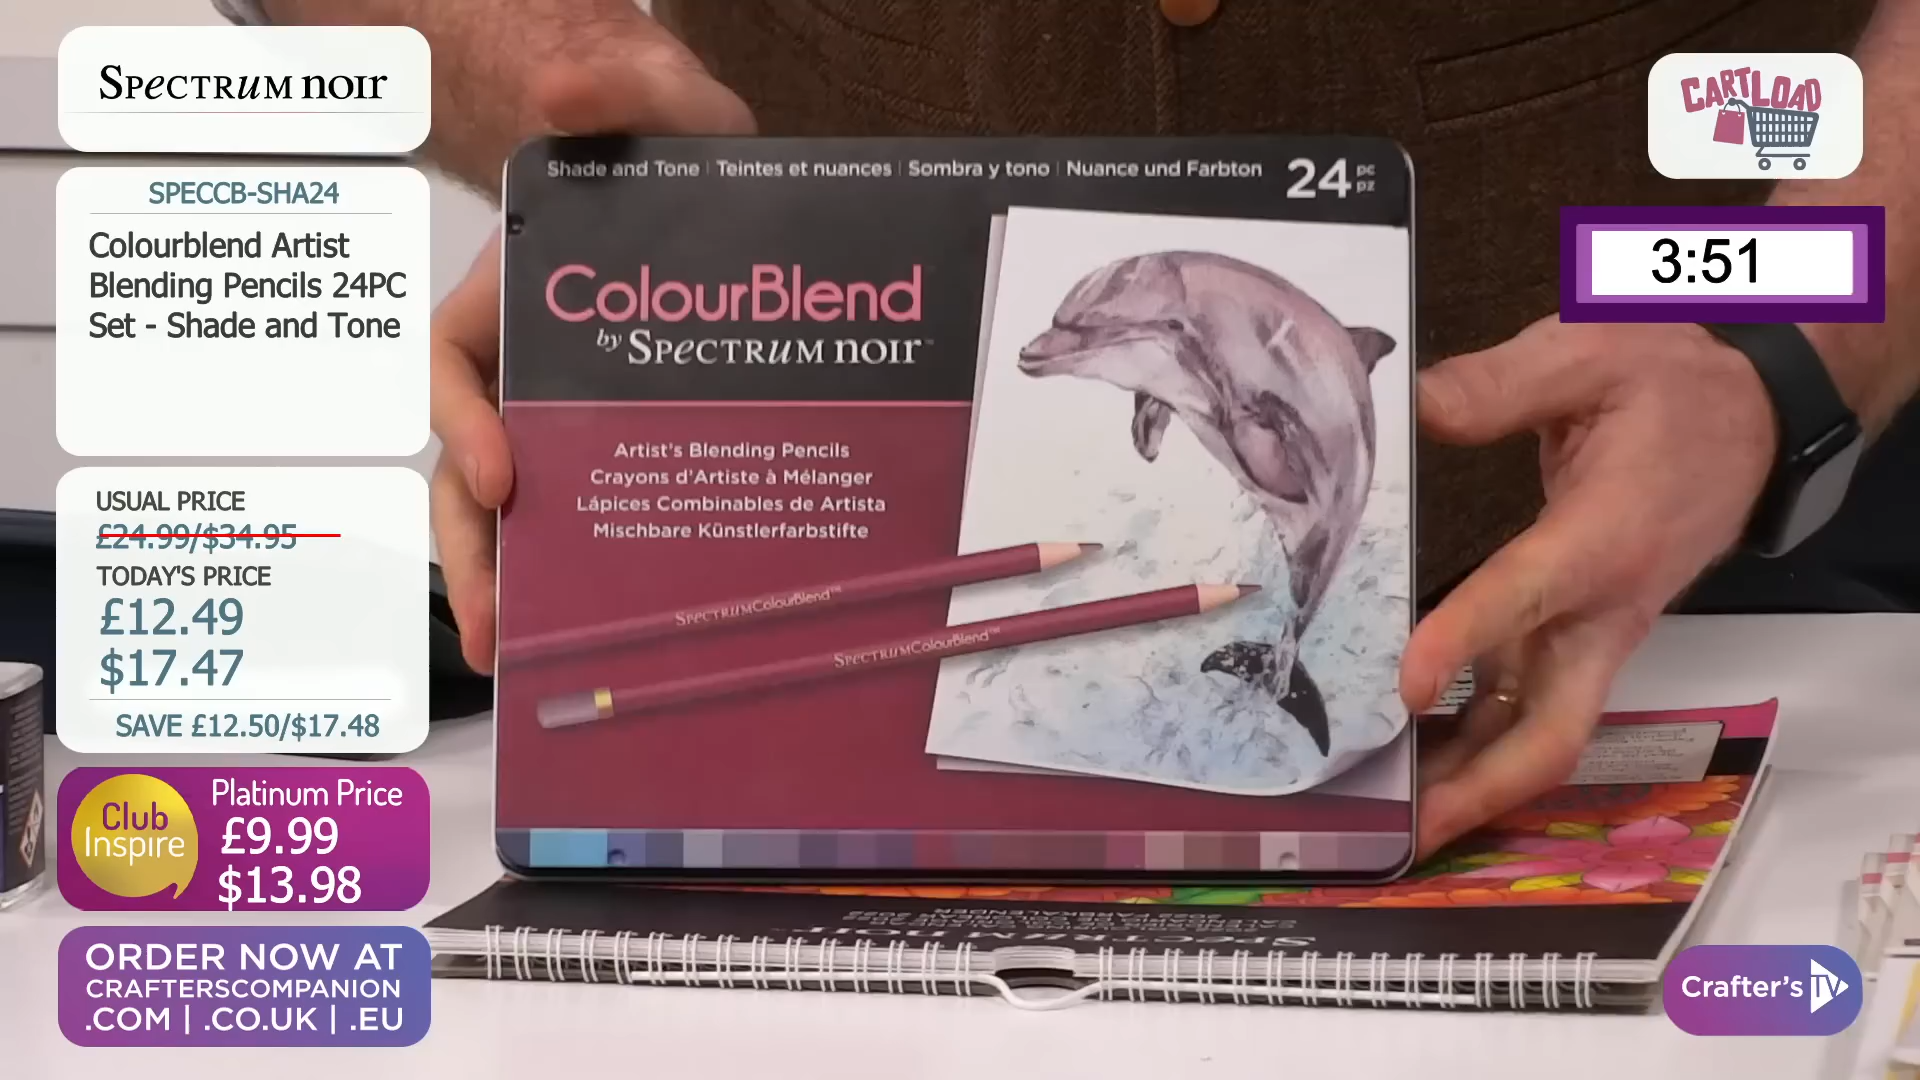 SPECTRUM NOIR
SPECCB-SHA24
Colourblend Artist
Blending Pencils 24PC
Set - Shade and Tone
USUAL PRICE
£24.99/$34.95
TODAY'S PRICE
£12.49
$17.47
SAVE £12.50/$17.48
Club
Inspire
Platinum Price
£9.99
$13.98
ORDER NOW AT
CRAFTERSCOMPANION
.COM | .CO.UK | .EU
Shade and Tone | Teintes et nuances | Sombra y tono | Nuance und Farbton
24 pc
pz
ColourBlend
by SPECTRUM NOIR™
Artist's Blending Pencils
Crayons d'Artiste à Mélanger
Lápices Combinables de Artista
Mischbare Künstlerfarbstifte
SPECTRUMColourBlend™
SPECTRUMColourBlend™
SPECTRUM NOIR
CARTLOAD
3:51
Crafter's TV